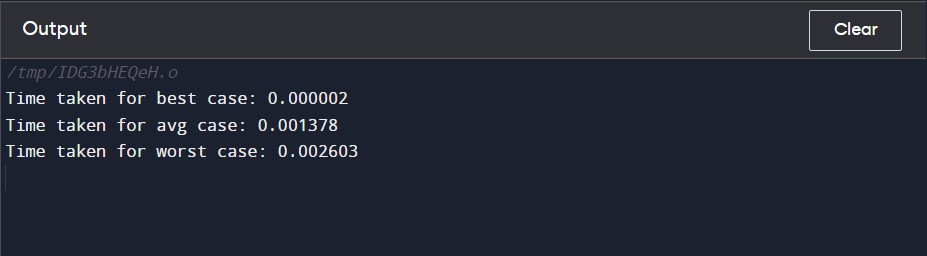 Output
Clear
/tmp/IDG3bHEQeH.o
Time taken for best case: 0.000002
Time taken for avg case: 0.001378
Time taken for worst case: 0.002603